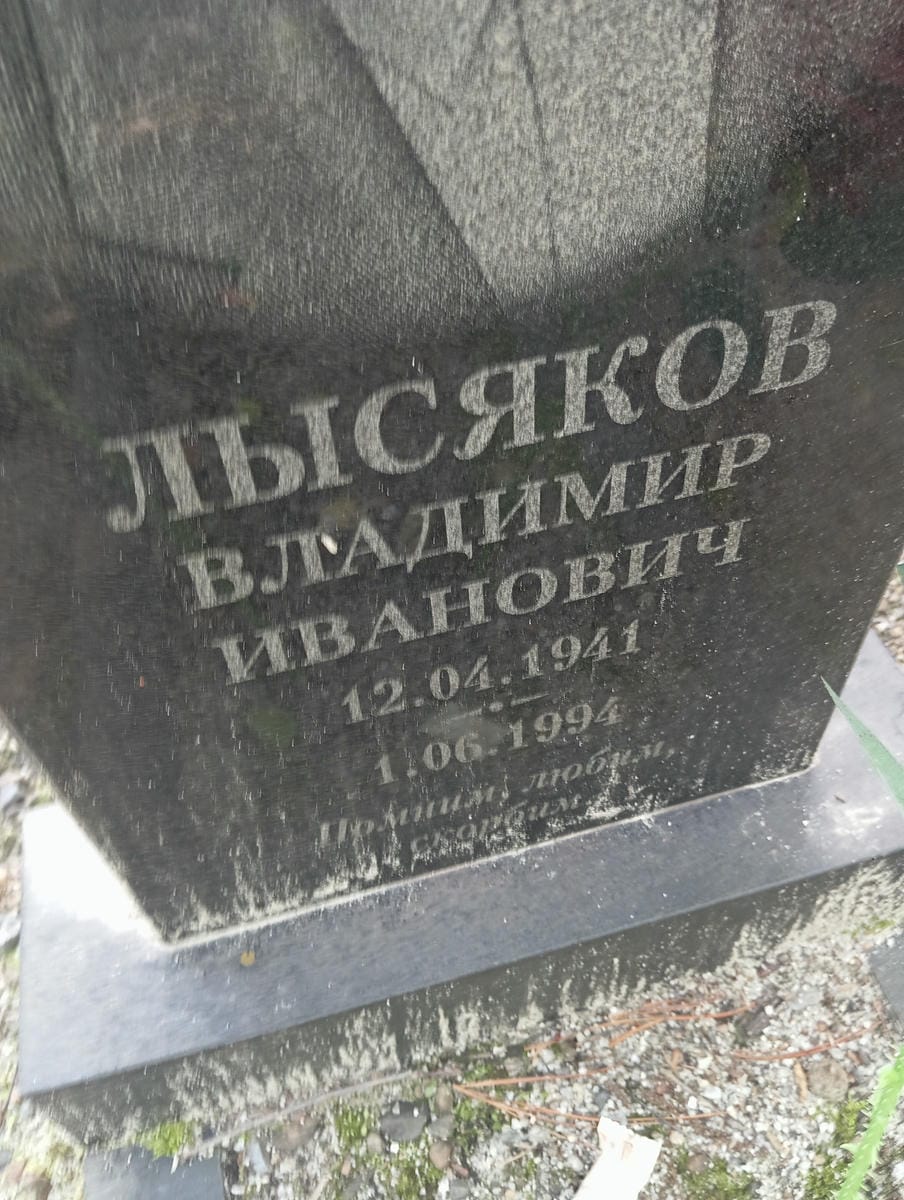 ЛЫСЯКОВ
ВЛАДИМИР
ИВАНОВИЧ
12.04.1941
—•—
1.06.1994
Помним, любим,
скорбим